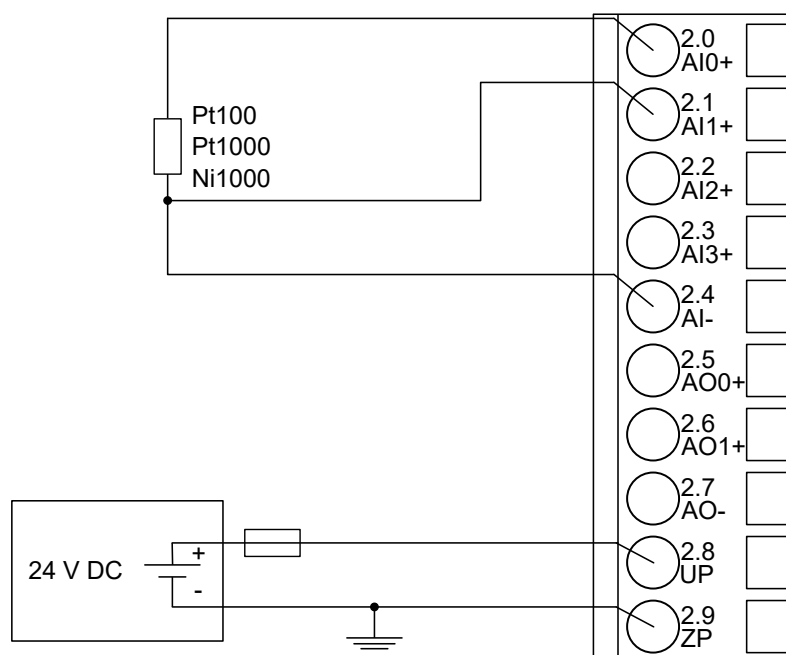 Pt100
Pt1000
Ni1000
2.0
AI0+
2.1
AI1+
2.2
AI2+
2.3
AI3+
2.4
AI-
2.5
AO0+
2.6
AO1+
2.7
AO-
2.8
UP
2.9
ZP
24 V DC
+
-